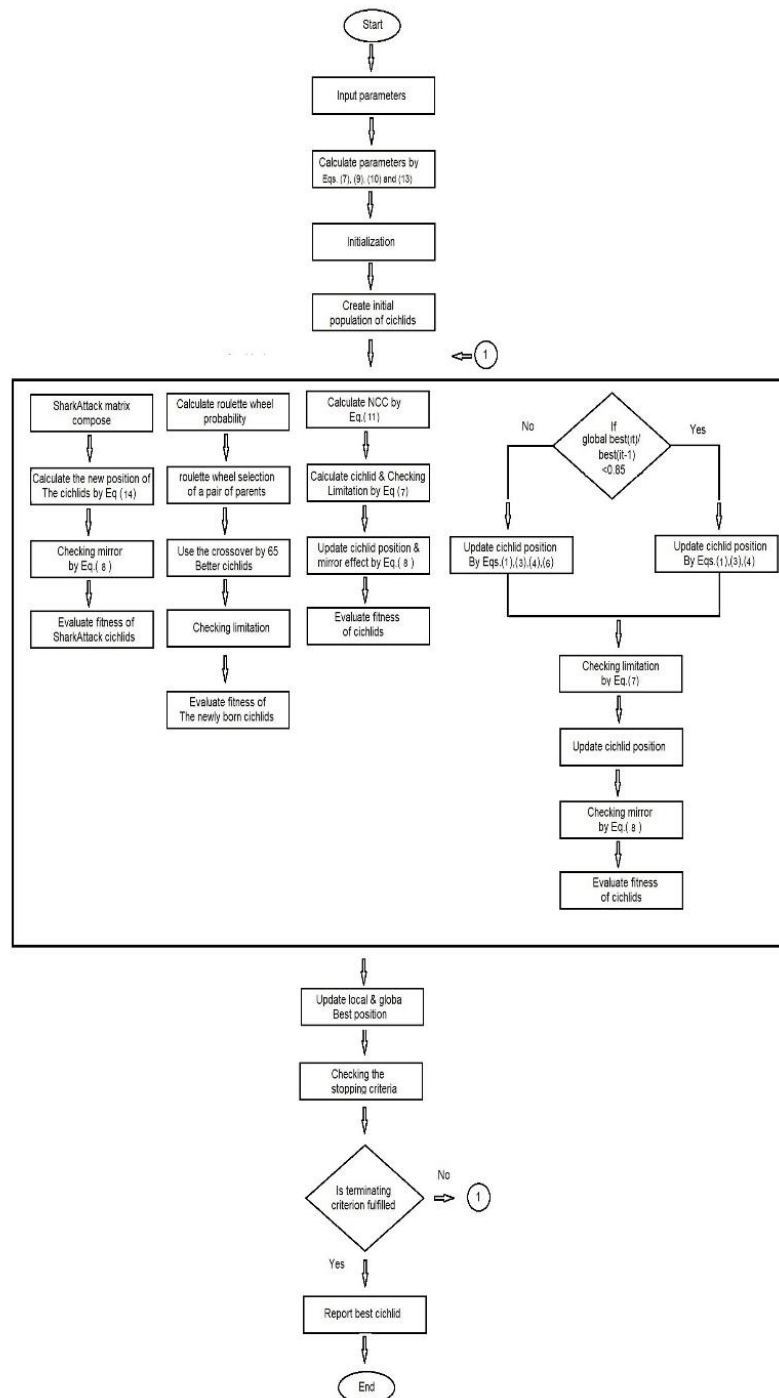 Start
Input parameters
Calculate parameters by
Eqs. (7), (9), (10) and (13)
Initialization
Create initial
population of cichlids
1
SharkAttack matrix
compose
Calculate the new position of
The cichlids by Eq (14)
Checking mirror
by Eq.( 8 )
Evaluate fitness of
SharkAttack cichlids
Calculate roulette wheel
probability
roulette wheel selection
of a pair of parents
Use the crossover by 65
Better cichlids
Checking limitation
Evaluate fitness of
The newly born cichlids
Calculate NCC by
Eq.(11)
Calculate cichlid & Checking
Limitation by Eq (7)
Update cichlid position &
mirror effect by Eq.( 8 )
Evaluate fitness
of cichlids
If
global best(it)/
best(it-1)
<0.85
No
Yes
Update cichlid position
By Eqs.(1),(3),(4),(6)
Update cichlid position
By Eqs.(1),(3),(4)
Checking limitation
by Eq.(7)
Update cichlid position
Checking mirror
by Eq.( 8 )
Evaluate fitness
of cichlids
Update local & globa
Best position
Checking the
stopping criteria
Is terminating
criterion fulfilled
No
1
Yes
Report best cichlid
End